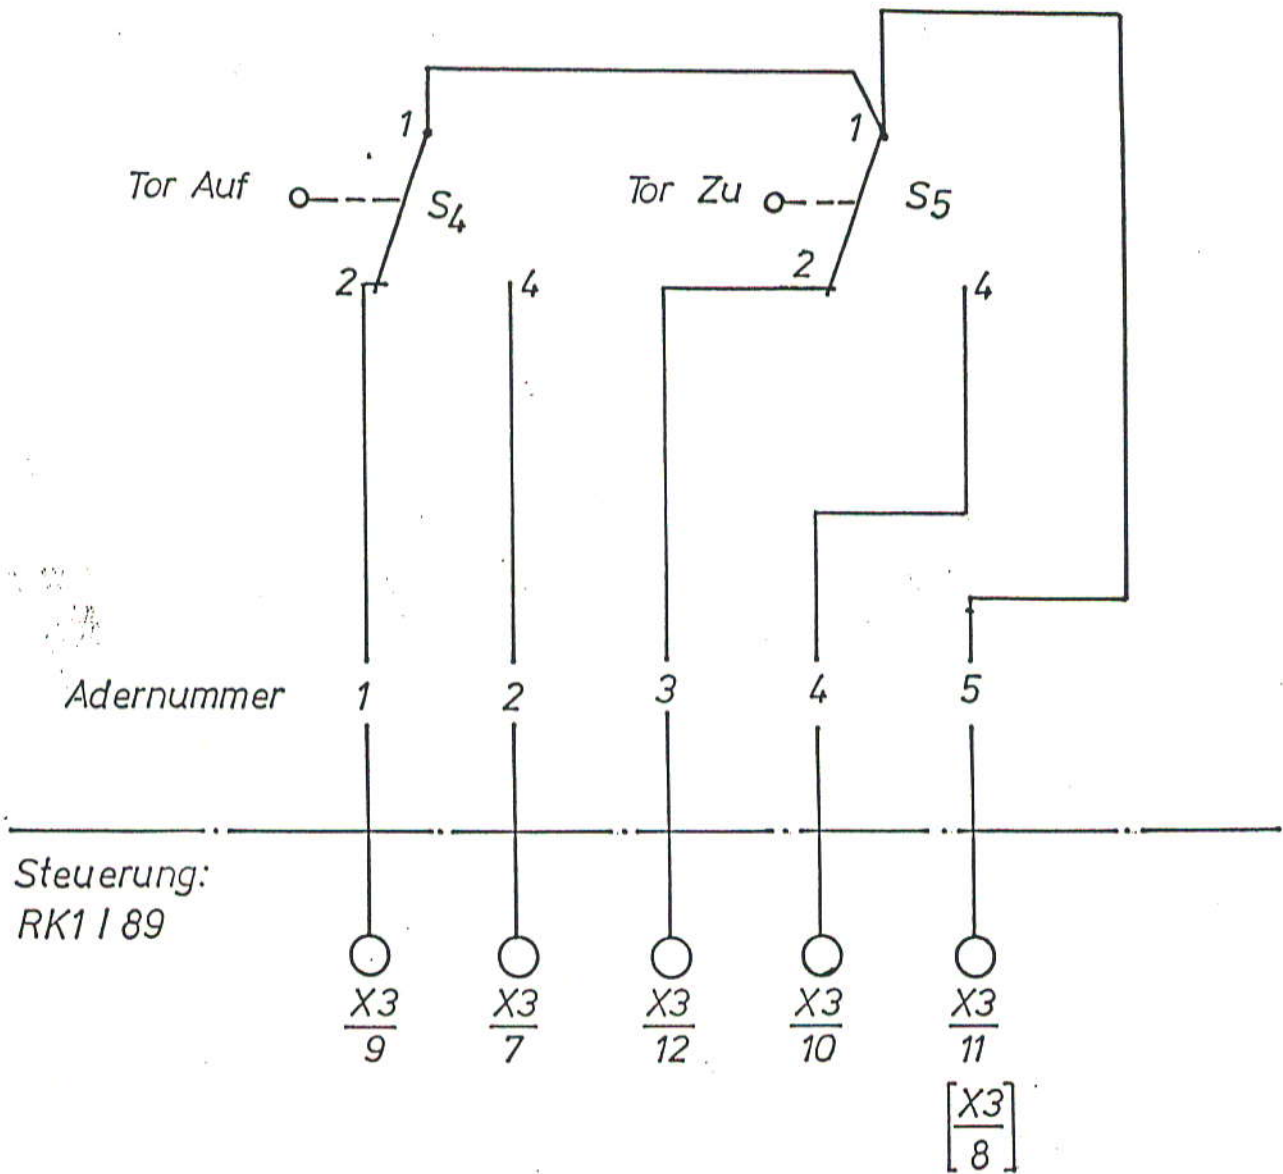 1
1
Tor Auf
S4
Tor Zu
S5
2
4
2
4
Adernummer 1 2 3 4 5
Steuerung:
RK1 / 89
X3 X3 X3 X3 X3
9 7 12 10 11
[X3
8]